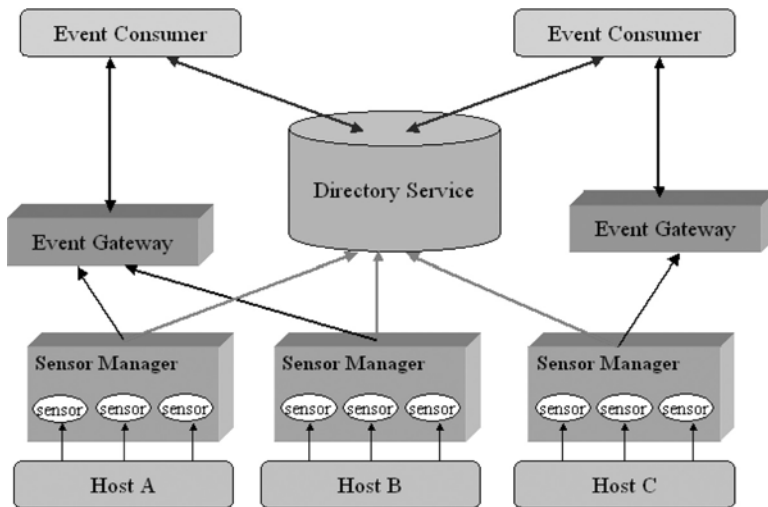 Event Consumer
Event Consumer
Directory Service
Event Gateway
Event Gateway
Sensor Manager
sensor sensor sensor
Sensor Manager
sensor sensor sensor
Sensor Manager
sensor sensor sensor
Host A
Host B
Host C